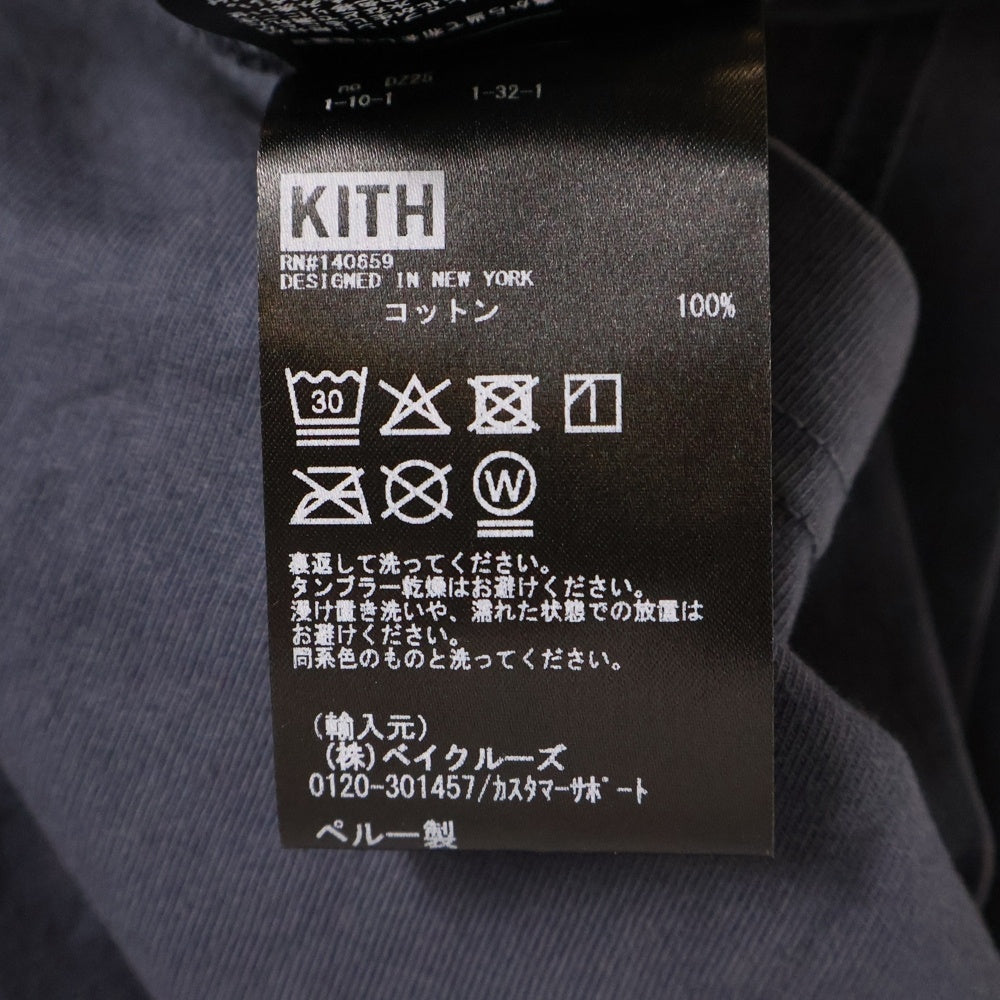 no DZ25
1-10-1 1-32-1
KITH
RN#140659
DESIGNED IN NEW YORK
コットン 100%
30
W
裏返して洗ってください。
タンブラー乾燥はお避けください。
浸け置き洗いや、濡れた状態での放置は
お避けください。
同系色のものと洗ってください。
(輸入元)
(株)ベイクルーズ
0120-301457/カスタマーサポート
ペルー製